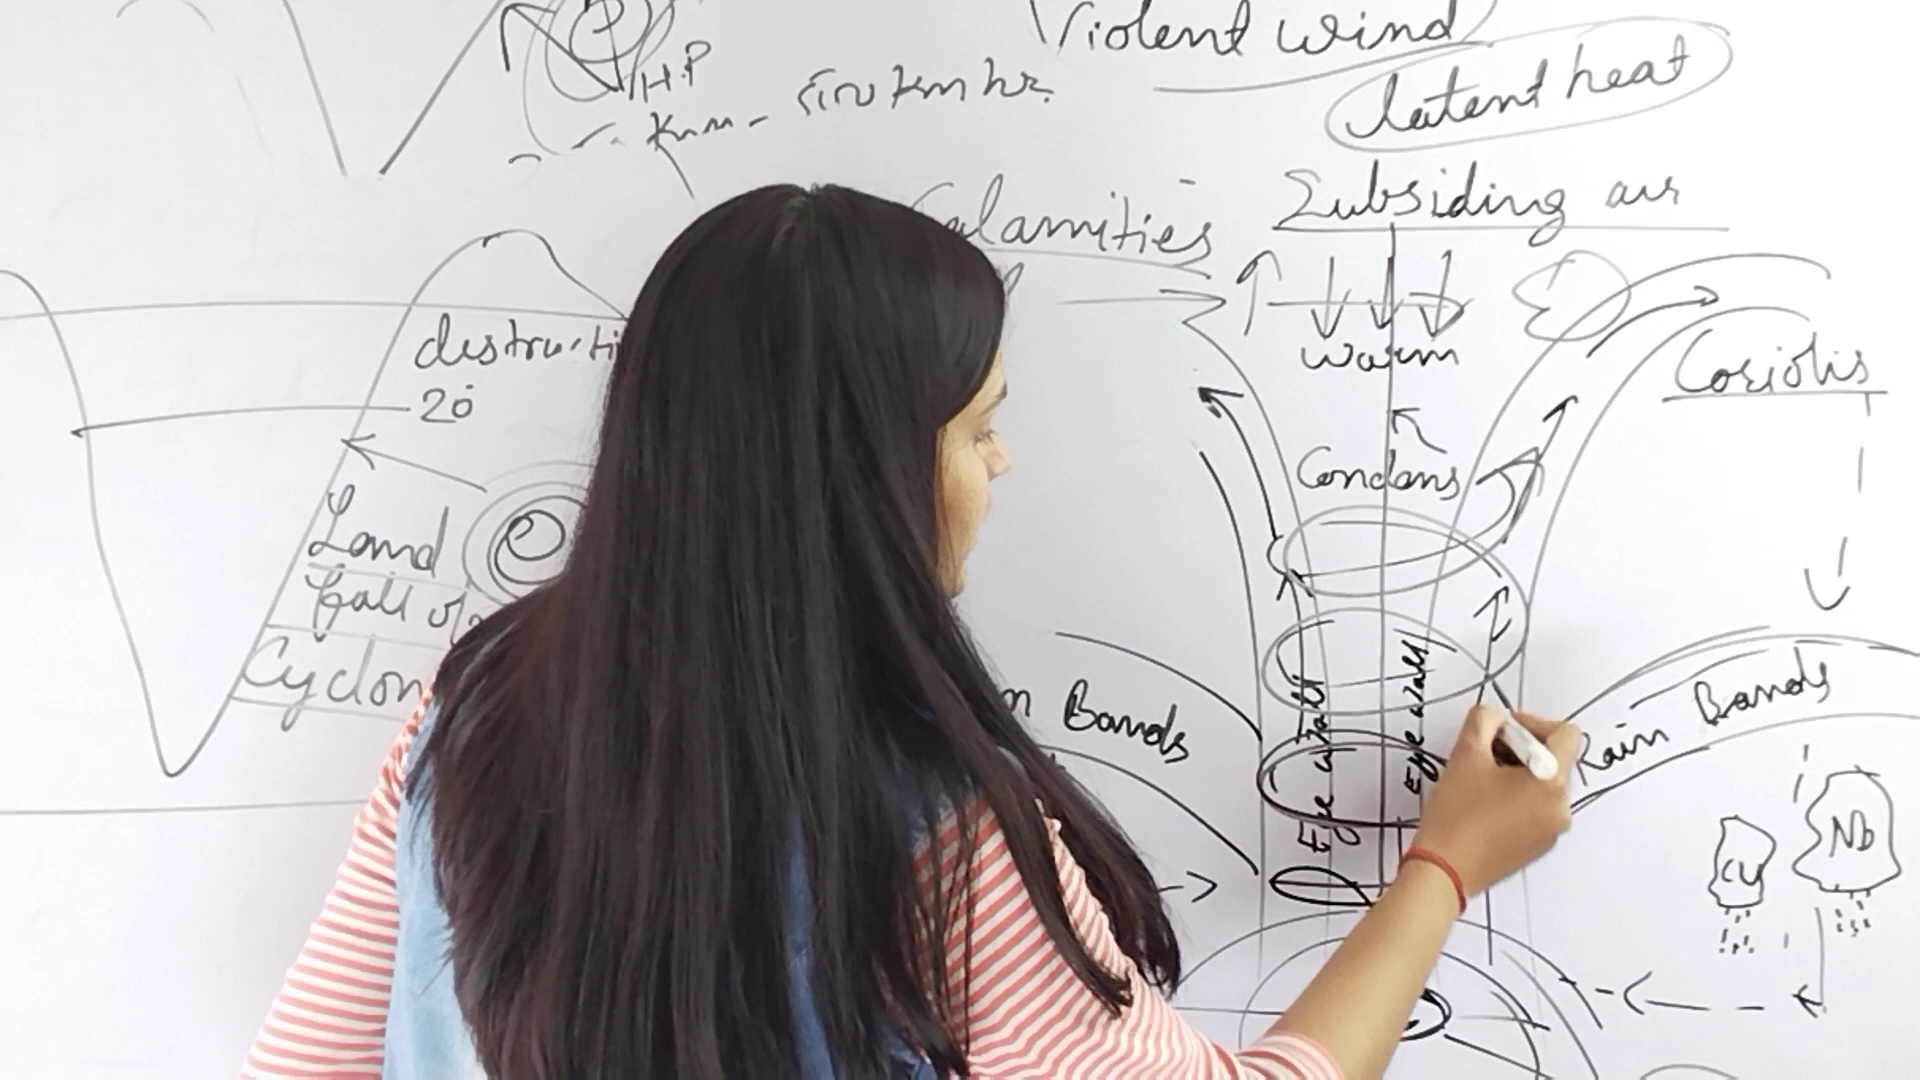 Violent wind
latent heat
H.P
Subsiding air
Calamities
warm
destructi
20°
Coriolis
Condans
Land
fall of
Cyclon
Eye wall
Eye wall
n Bands
Rain Bands
CU
Nb